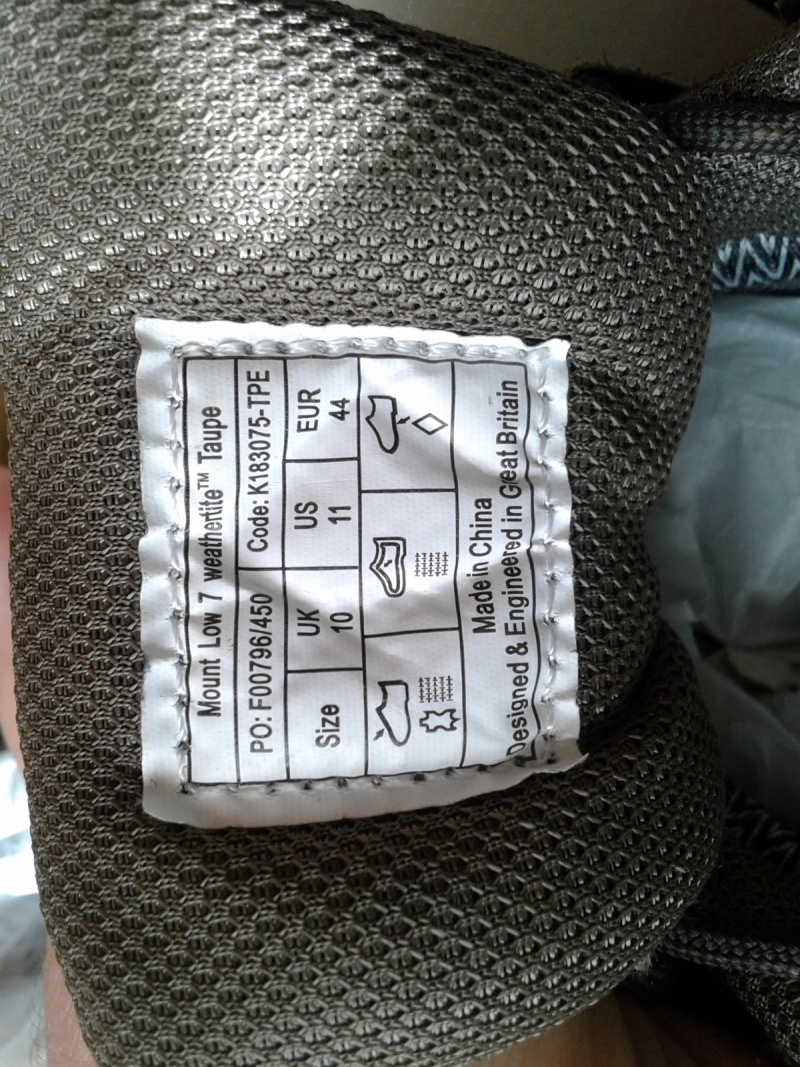 Mount Low 7 weathertite™ Taupe
PO: F00796/450 Code: K183075-TPE
Size UK 10 US 11 EUR 44
Made in China
Designed & Engineered in Great Britain